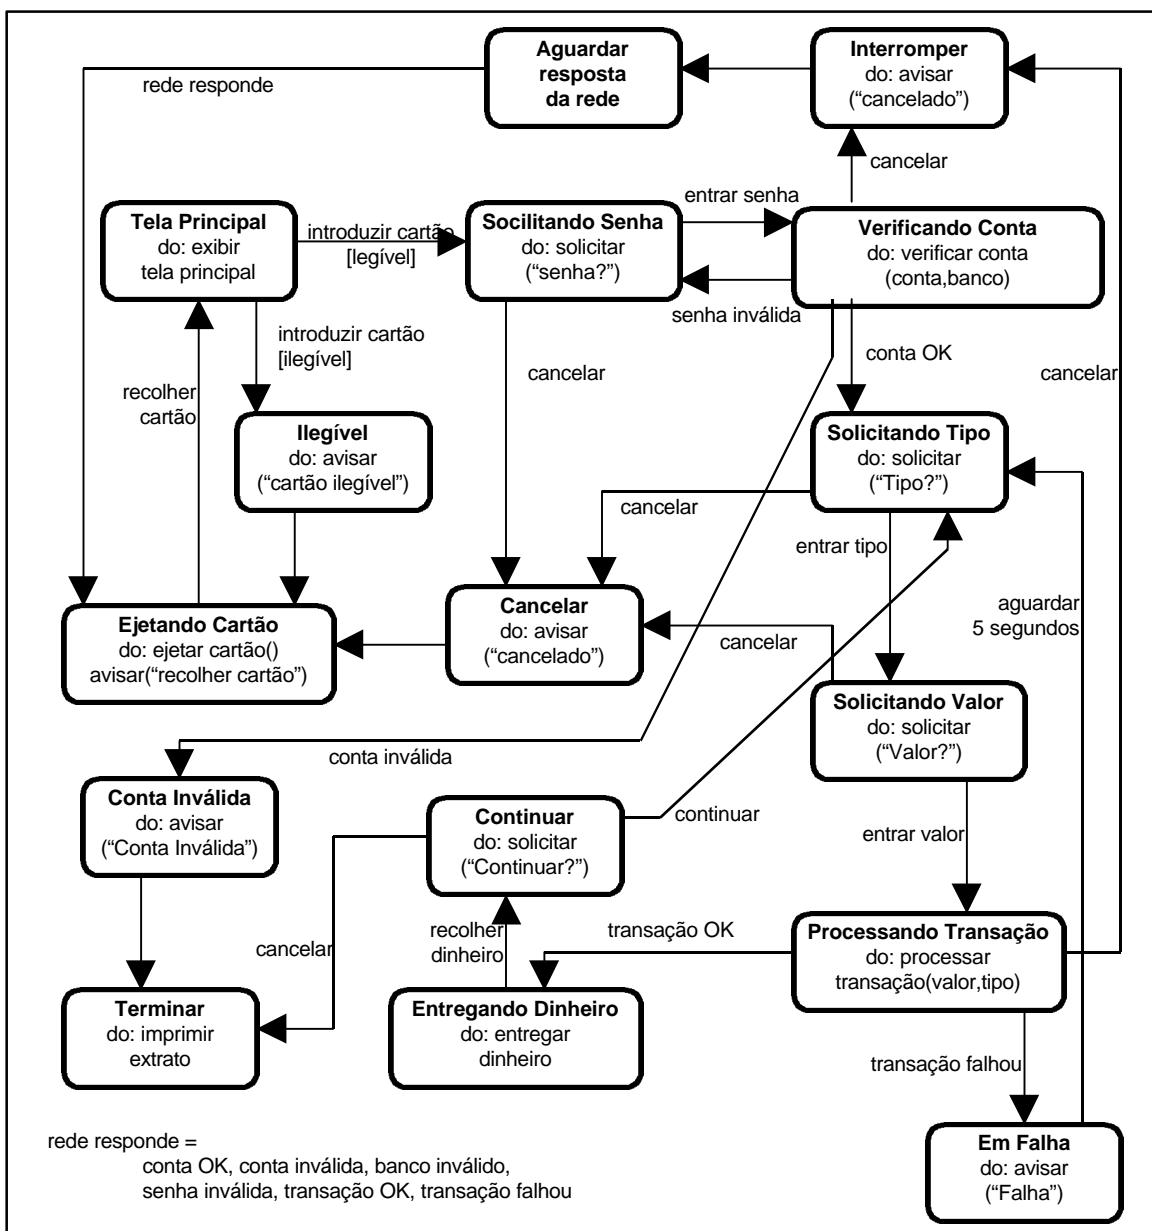 Aguardar
resposta
da rede
Interromper
do: avisar
(“cancelado”)
rede responde
cancelar
Tela Principal
do: exibir
tela principal
introduzir cartão
[legível]
Socilitando Senha
do: solicitar
(“senha?”)
entrar senha
senha inválida
Verificando Conta
do: verificar conta
(conta,banco)
introduzir cartão
[ilegível]
recolher
cartão
cancelar
conta OK
cancelar
Ilegível
do: avisar
(“cartão ilegível”)
Solicitando Tipo
do: solicitar
(“Tipo?”)
cancelar
entrar tipo
Ejetando Cartão
do: ejetar cartão()
avisar(“recolher cartão”)
Cancelar
do: avisar
(“cancelado”)
cancelar
aguardar
5 segundos
Solicitando Valor
do: solicitar
(“Valor?”)
conta inválida
Conta Inválida
do: avisar
(“Conta Inválida”)
Continuar
do: solicitar
(“Continuar?”)
continuar
entrar valor
cancelar
recolher
dinheiro
transação OK
Processando Transação
do: processar
transação(valor,tipo)
Terminar
do: imprimir
extrato
Entregando Dinheiro
do: entregar
dinheiro
transação falhou
Em Falha
do: avisar
(“Falha”)
rede responde =
conta OK, conta inválida, banco inválido,
senha inválida, transação OK, transação falhou